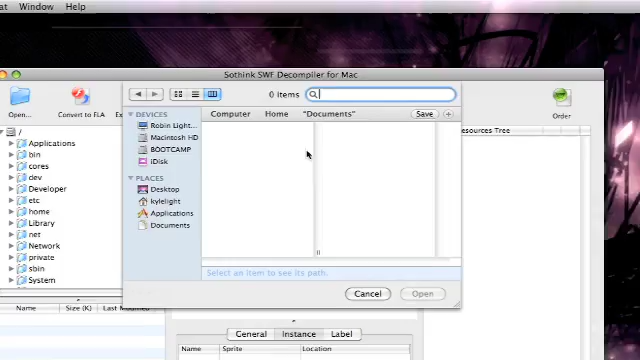 at Window Help
Sothink SWF Decompiler for Mac
0 items
Open...
Convert to FLA
Order
Computer Home "Documents" Save
DEVICES
Robin Light...
Macintosh HD
BOOTCAMP
iDisk
PLACES
Desktop
kylelight
Applications
Documents
esources Tree
/
Applications
bin
cores
dev
Developer
etc
home
Library
net
Network
private
sbin
System
Select an item to see its path.
Cancel Open
Name Size (K) Last Modified
General Instance Label
Name Sprite Location